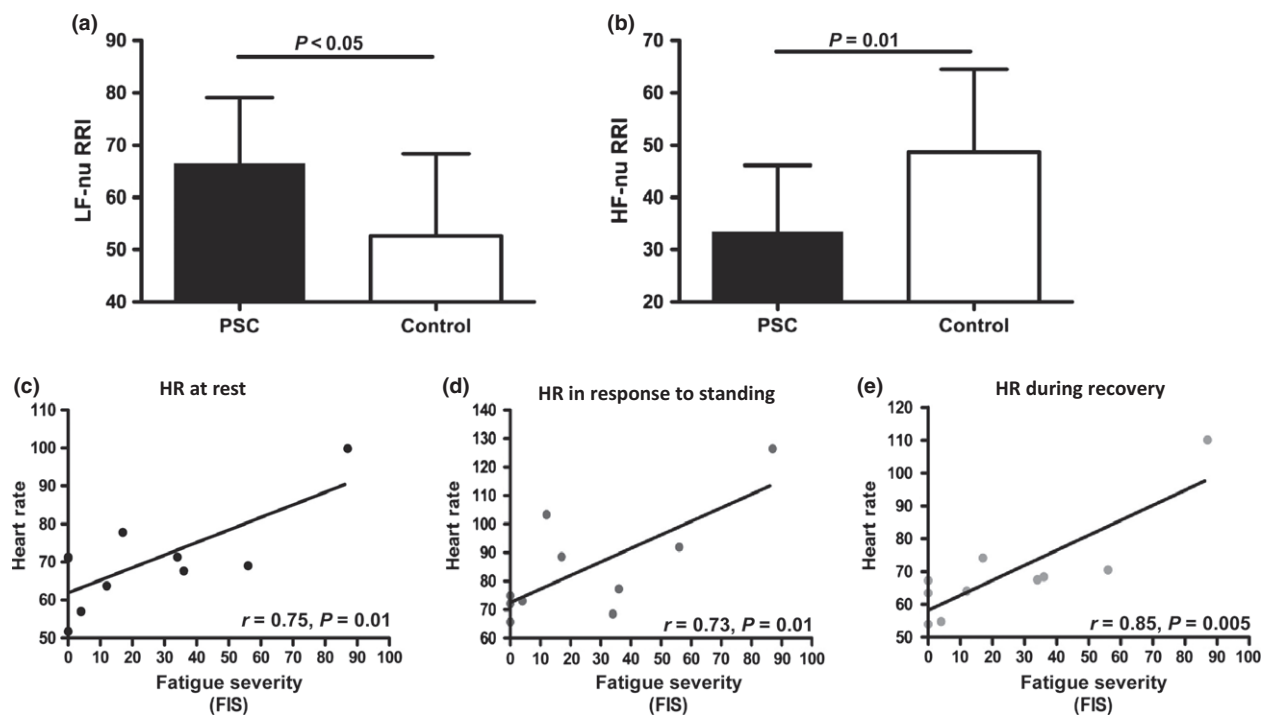 (a)
P < 0.05
90
80
70
60
50
40
LF-nu RRI
PSC Control
(b)
P = 0.01
70
60
50
40
30
20
HF-nu RRI
PSC Control
(c)
HR at rest
110
100
90
80
70
60
50
Heart rate
r = 0.75, P = 0.01
0 10 20 30 40 50 60 70 80 90 100
Fatigue severity
(FIS)
(d)
HR in response to standing
140
130
120
110
100
90
80
70
60
Heart rate
r = 0.73, P = 0.01
0 10 20 30 40 50 60 70 80 90 100
Fatigue severity
(FIS)
(e)
HR during recovery
120
110
100
90
80
70
60
50
Heart rate
r = 0.85, P = 0.005
0 10 20 30 40 50 60 70 80 90 100
Fatigue severity
(FIS)